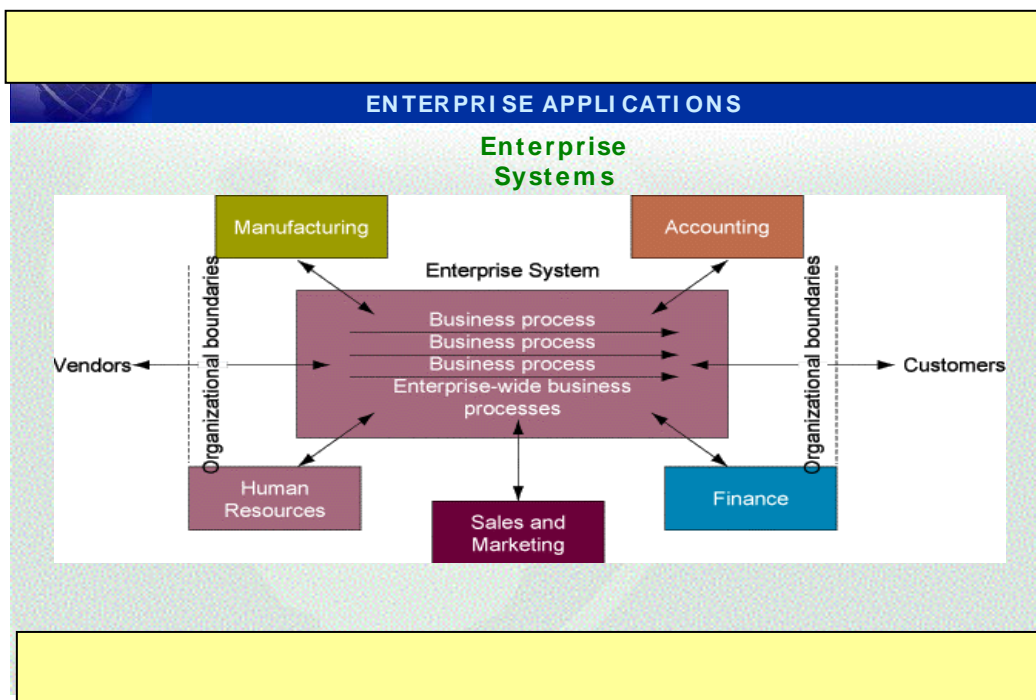 ENTERPRISE APPLICATIONS
Enterprise
Systems
Manufacturing
Accounting
Enterprise System
Organizational boundaries
Organizational boundaries
Business process
Business process
Business process
Enterprise-wide business
processes
Vendors
Customers
Human
Resources
Sales and
Marketing
Finance